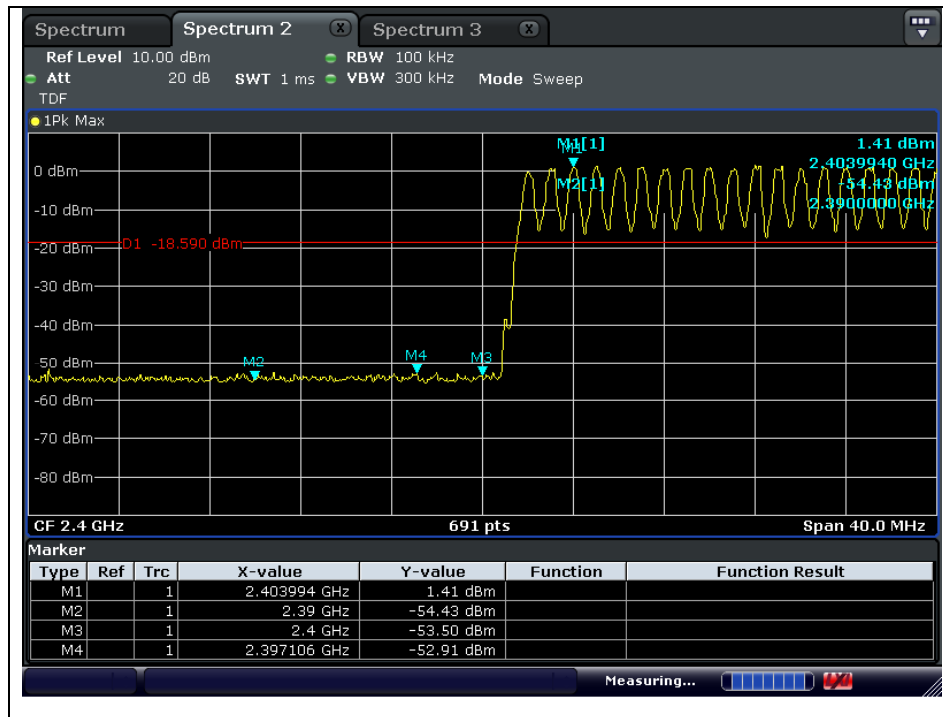 Spectrum Spectrum 2 Spectrum 3
Ref Level 10.00 dBm RBW 100 kHz
Att 20 dB SWT 1 ms VBW 300 kHz Mode Sweep
TDF
1Pk Max
M1[1] 1.41 dBm
M1 2.4039940 GHz
0 dBm
M2[1] -54.43 dBm
-10 dBm 2.3900000 GHz
-20 dBm D1 -18.590 dBm
-30 dBm
-40 dBm
-50 dBm M2 M4 M3
-60 dBm
-70 dBm
-80 dBm
CF 2.4 GHz 691 pts Span 40.0 MHz
Marker
Type Ref Trc X-value Y-value Function Function Result
M1 1 2.403994 GHz 1.41 dBm
M2 1 2.39 GHz -54.43 dBm
M3 1 2.4 GHz -53.50 dBm
M4 1 2.397106 GHz -52.91 dBm
Measuring...